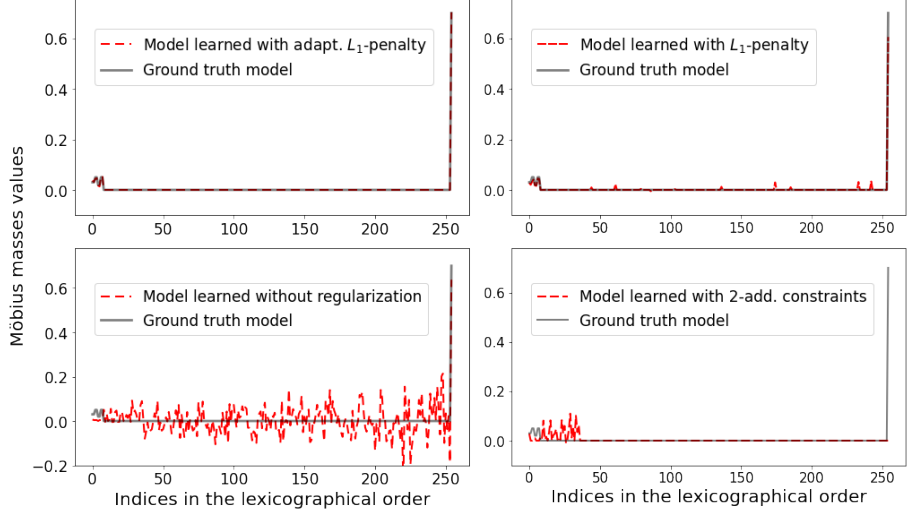 Möbius masses values
0.6
0.4
0.2
0.0
Model learned with adapt. L₁-penalty
Ground truth model
0 50 100 150 200 250
0.6
0.4
0.2
0.0
Model learned with L₁-penalty
Ground truth model
0 50 100 150 200 250
0.6
0.4
0.2
0.0
−0.2
Model learned without regularization
Ground truth model
0 50 100 150 200 250
Indices in the lexicographical order
0.6
0.4
0.2
0.0
Model learned with 2-add. constraints
Ground truth model
0 50 100 150 200 250
Indices in the lexicographical order